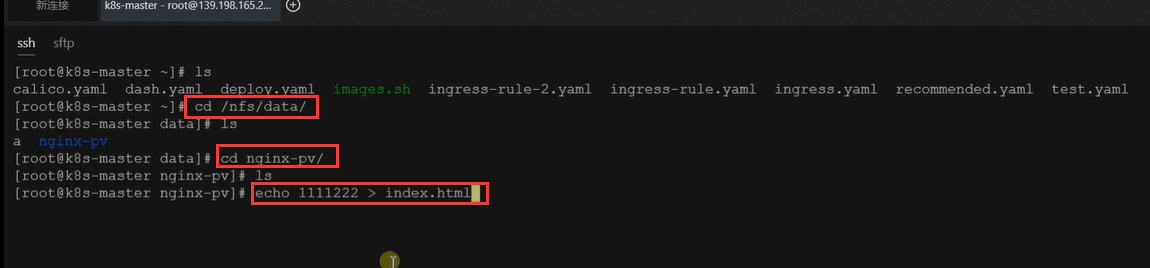 新连接 k8s-master - root@139.198.165.2...
ssh sftp
[root@k8s-master ~]# ls
calico.yaml dash.yaml deploy.yaml images.sh ingress-rule-2.yaml ingress-rule.yaml ingress.yaml recommended.yaml test.yaml
[root@k8s-master ~]# cd /nfs/data/
[root@k8s-master data]# ls
a nginx-pv
[root@k8s-master data]# cd nginx-pv/
[root@k8s-master nginx-pv]# ls
[root@k8s-master nginx-pv]# echo 1111222 > index.html